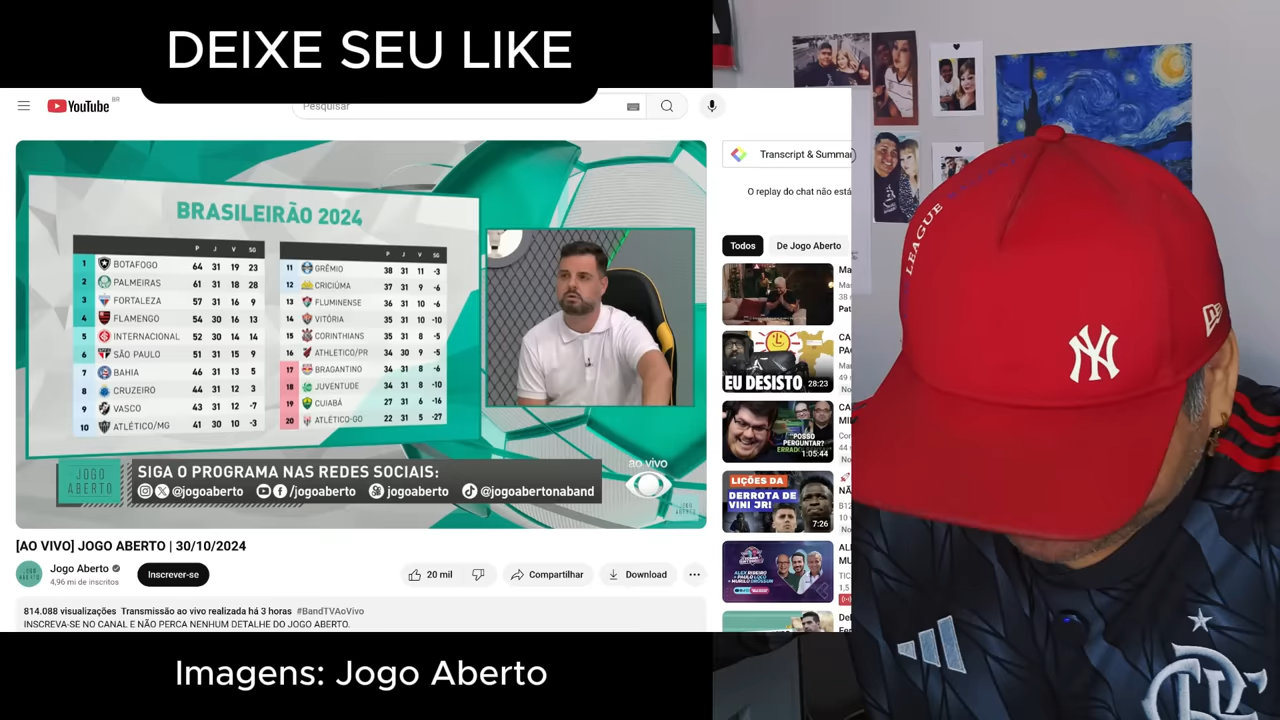 DEIXE SEU LIKE
YouTube BR
Pesquisar
BRASILEIRÃO 2024
P J V SG
1 BOTAFOGO 64 31 19 23
2 PALMEIRAS 61 31 18 28
3 FORTALEZA 57 31 16 9
4 FLAMENGO 54 30 16 13
5 INTERNACIONAL 52 30 14 14
6 SÃO PAULO 51 31 15 9
7 BAHIA 46 31 13 5
8 CRUZEIRO 44 31 12 3
9 VASCO 43 31 12 -7
10 ATLÉTICO/MG 41 30 10 -3
P J V SG
11 GRÊMIO 38 31 11 -3
12 CRICIÚMA 37 31 9 -6
13 FLUMINENSE 36 31 10 -6
14 VITÓRIA 35 31 10 -10
15 CORINTHIANS 35 31 8 -5
16 ATHLETICO/PR 34 30 9 -5
17 BRAGANTINO 34 31 8 -6
18 JUVENTUDE 34 31 8 -10
19 CUIABÁ 27 31 6 -16
20 ATLÉTICO-GO 22 31 5 -27
JOGO ABERTO
SIGA O PROGRAMA NAS REDES SOCIAIS:
@jogoaberto /jogoaberto jogoaberto @jogoabertonaband
ao vivo
[AO VIVO] JOGO ABERTO | 30/10/2024
Jogo Aberto
4,96 mi de inscritos
Inscrever-se
20 mil
Compartilhar
Download
814.088 visualizações Transmissão ao vivo realizada há 3 horas #BandTVAoVivo
INSCREVA-SE NO CANAL E NÃO PERCA NENHUM DETALHE DO JOGO ABERTO.
Transcript & Summar
O replay do chat não está
Todos
De Jogo Aberto
EU DESISTO
28:23
"POSSO PERGUNTAR?
1:05:44
LIÇÕES DA
DERROTA DE
VINI JR!
7:26
LEAGUE
NY
Imagens: Jogo Aberto